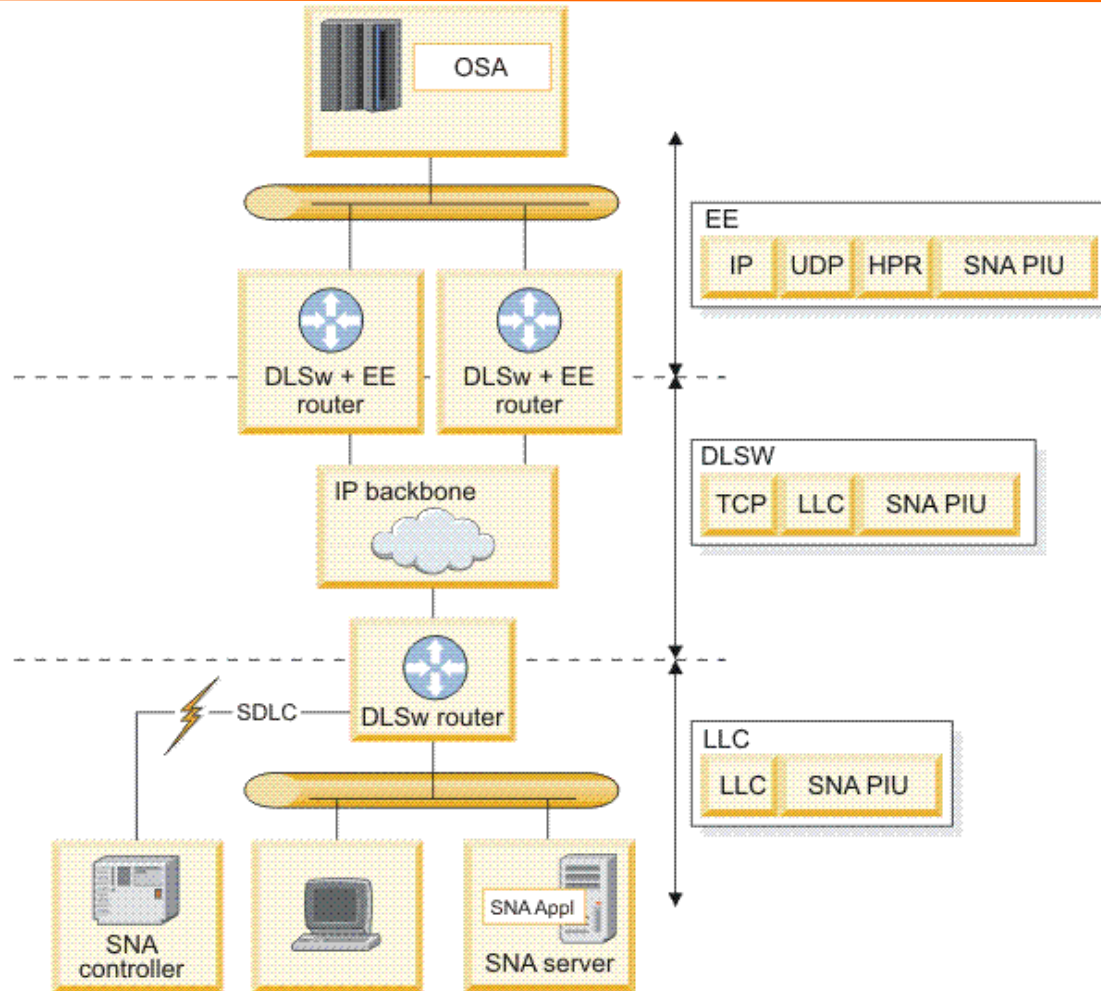 OSA
EE
IP UDP HPR SNA PIU
DLSw + EE
router
DLSw + EE
router
IP backbone
DLSW
TCP LLC SNA PIU
SDLC
DLSw router
LLC
LLC SNA PIU
SNA
controller
SNA Appl
SNA server